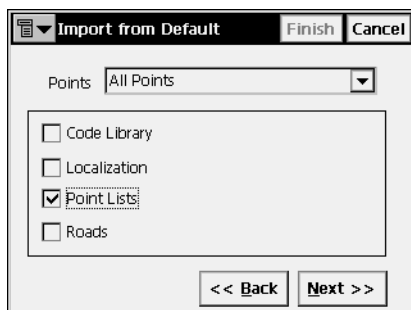 Import from Default Finish Cancel
Points All Points
Code Library
Localization
Point Lists
Roads
<< Back Next >>